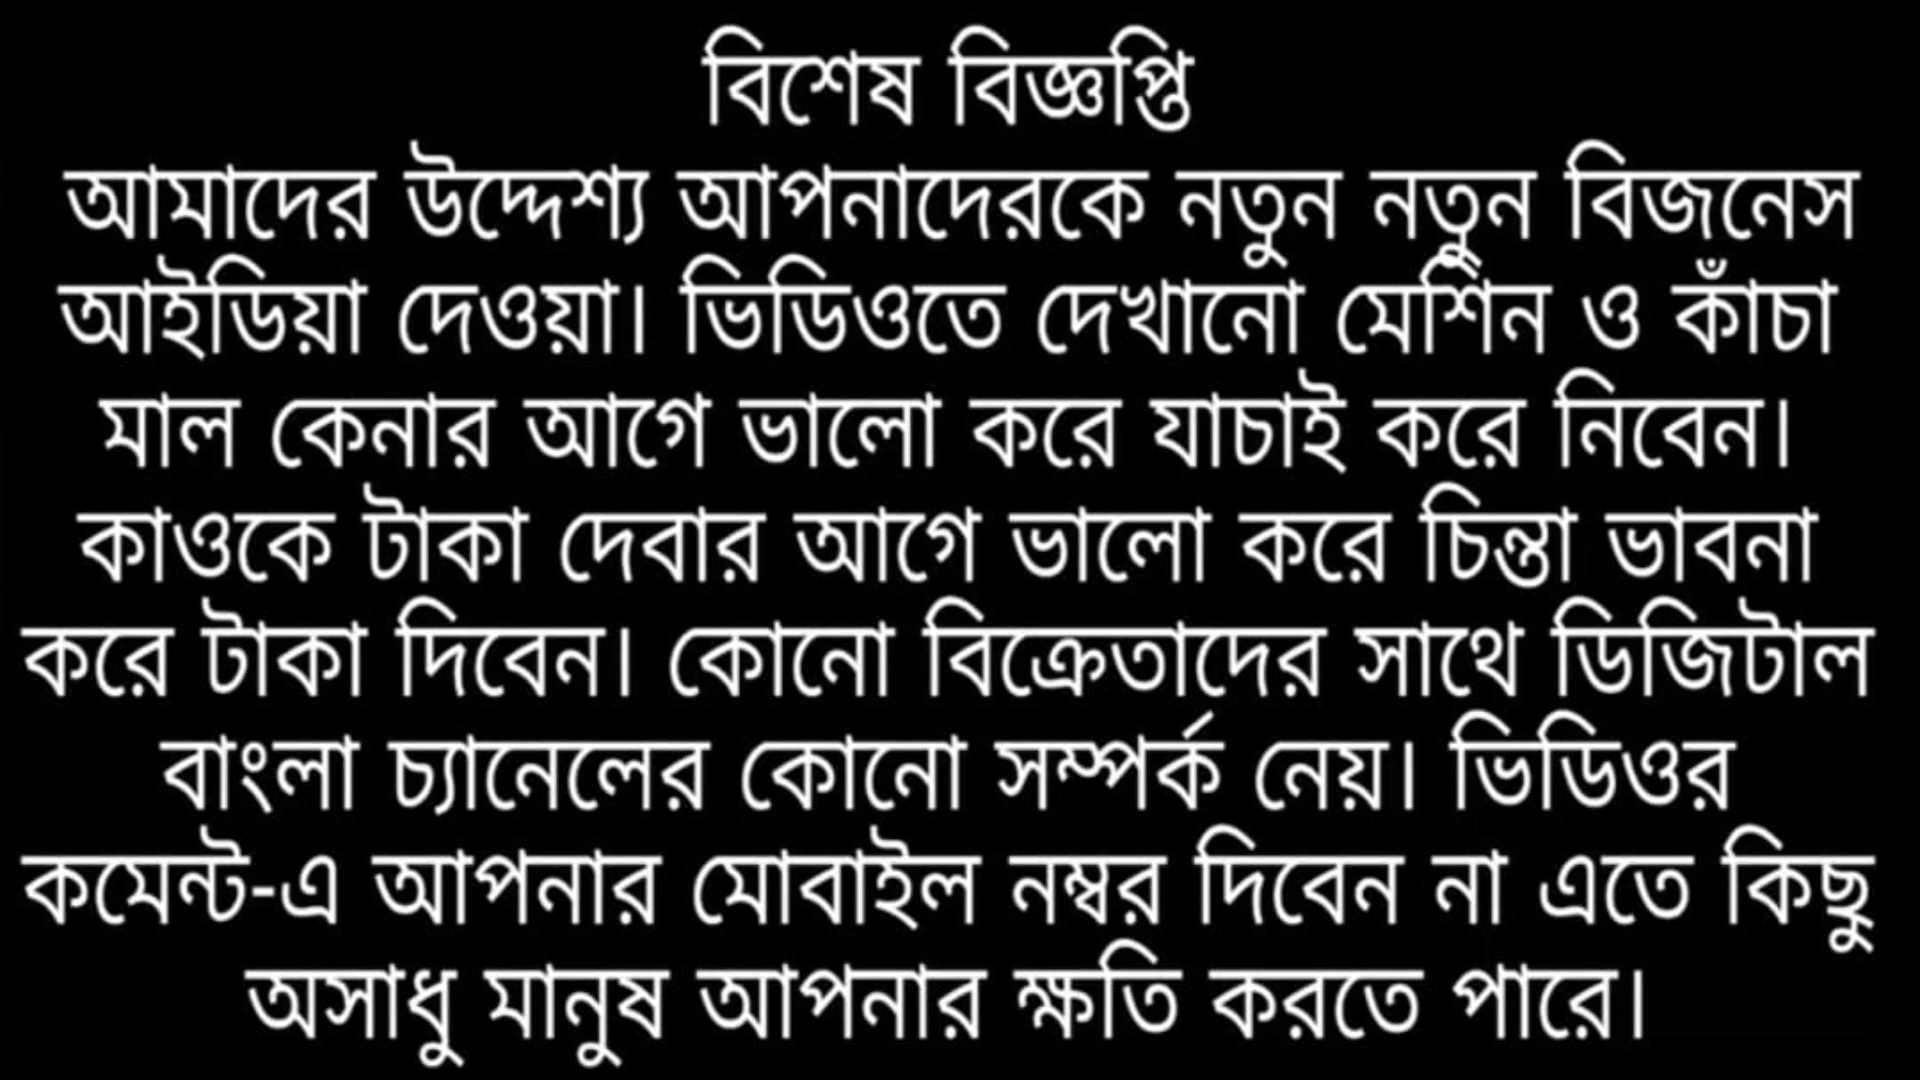 বিশেষ বিজ্ঞপ্তি
আমাদের উদ্দেশ্য আপনাদেরকে নতুন নতুন বিজনেস
আইডিয়া দেওয়া। ভিডিওতে দেখানো মেশিন ও কাঁচা
মাল কেনার আগে ভালো করে যাচাই করে নিবেন।
কাওকে টাকা দেবার আগে ভালো করে চিন্তা ভাবনা
করে টাকা দিবেন। কোনো বিক্রেতাদের সাথে ডিজিটাল
বাংলা চ্যানেলের কোনো সম্পর্ক নেয়। ভিডিওর
কমেন্ট-এ আপনার মোবাইল নম্বর দিবেন না এতে কিছু
অসাধু মানুষ আপনার ক্ষতি করতে পারে।